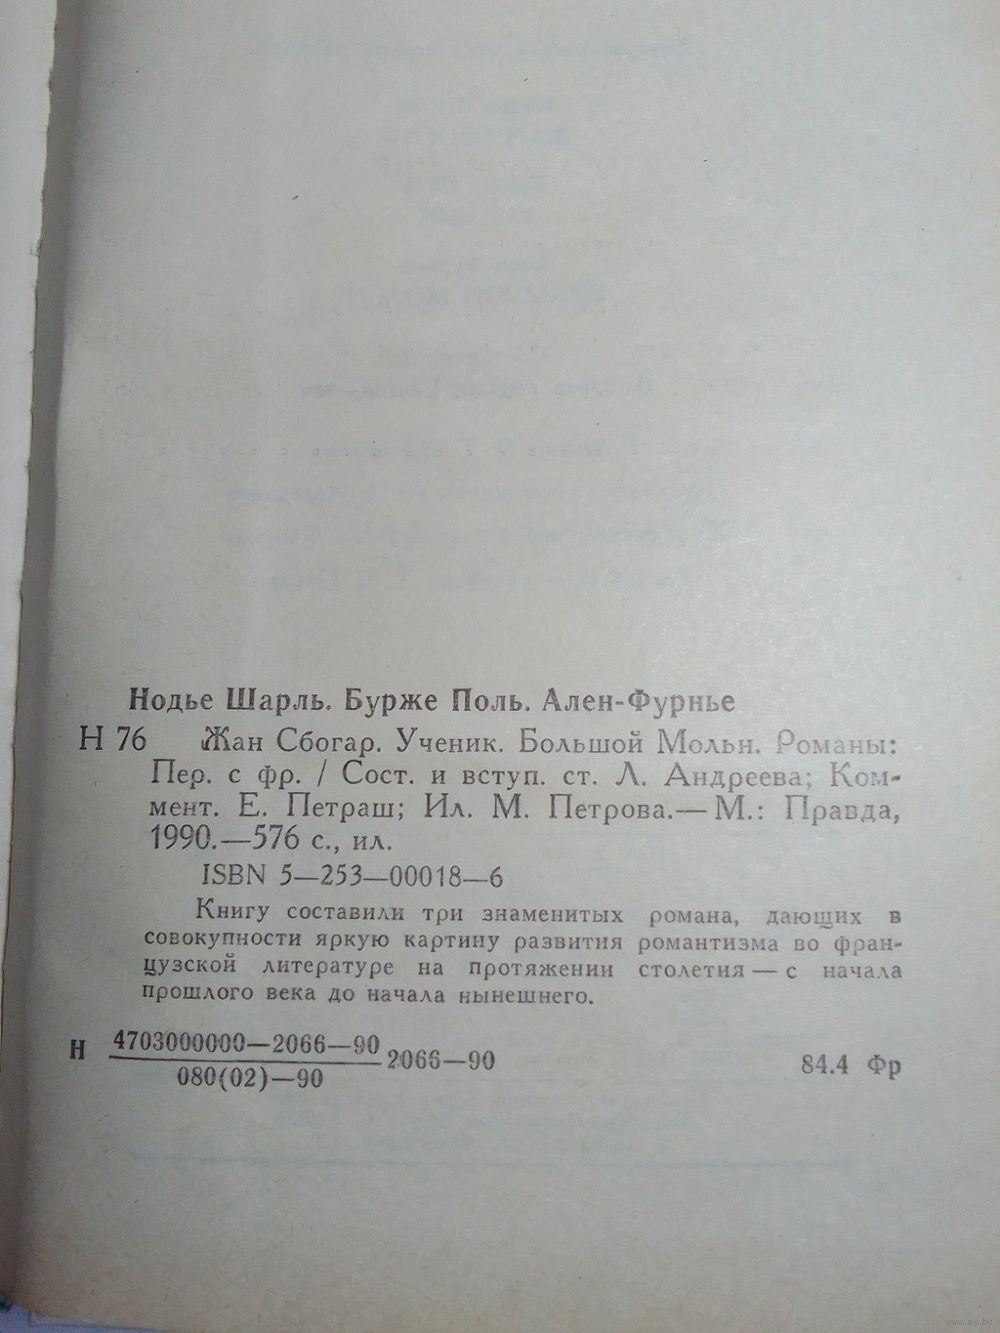 Нодье Шарль. Бурже Поль. Ален-Фурнье
Н 76 Жан Сбогар. Ученик. Большой Мольн. Романы:
Пер. с фр. / Сост. и вступ. ст. Л. Андреева; Ком-
мент. Е. Петраш; Ил. М. Петрова.— М.: Правда,
1990.—576 с., ил.
ISBN 5—253—00018—6
Книгу составили три знаменитых романа, дающих в
совокупности яркую картину развития романтизма во фран-
цузской литературе на протяжении столетия — с начала
прошлого века до начала нынешнего.
Н 4703000000—2066—90 2066—90
080(02)—90
84.4 Фр
www.ay.by